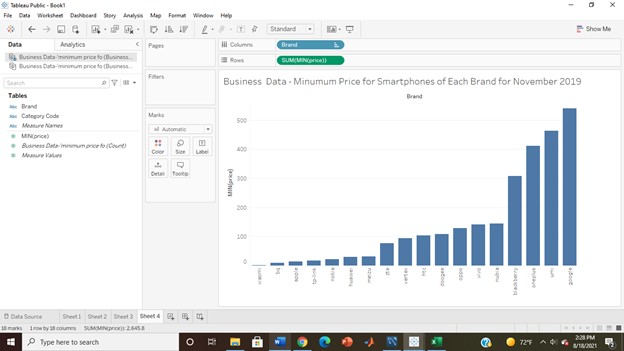 Tableau Public - Book1
File Data Worksheet Dashboard Story Analysis Map Format Window Help
Standard
Show Me
Data Analytics
Business Data-'minimum price fo (Business...
Business Data-'minimum price fo (Business...
Search
Tables
Abc Brand
Abc Category Code
Abc Measure Names
MIN(price)
Business Data-'minimum price fo (Count)
Measure Values
Pages
Filters
Marks
Automatic
Color Size Label
Detail Tooltip
Columns Brand
Rows SUM(MIN(price))
Business Data - Minumum Price for Smartphones of Each Brand for November 2019
Brand
MIN(price)
500
400
300
200
100
0
xiaomi bq apple tp-link nokia huawei meizu zte vertex htc doogee oppo vivo nubia blackberry oneplus umi google
Data Source Sheet 1 Sheet 2 Sheet 3 Sheet 4
18 marks 1 row by 18 columns SUM(MIN(price)): 2,645.8
Type here to search
72°F
2:28 PM
8/18/2021